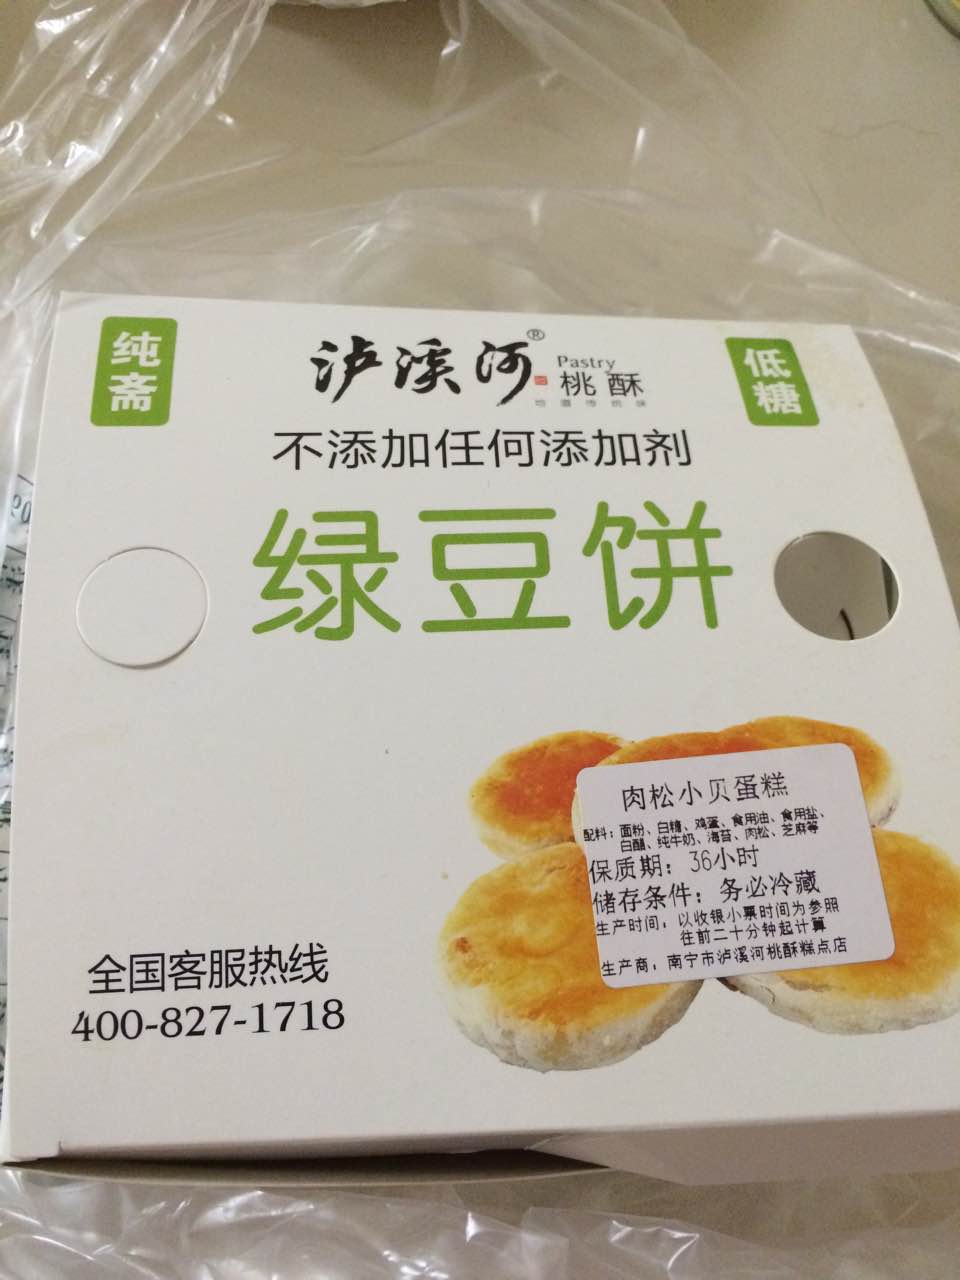 纯斋
泸溪河®
Pastry
桃酥
低糖
不添加任何添加剂
绿豆饼
肉松小贝蛋糕
配料：面粉、白糖、鸡蛋、食用油、食用盐、
白醋、纯牛奶、海苔、肉松、芝麻等
保质期：36小时
储存条件：务必冷藏
生产时间：以收银小票时间为参照
往前二十分钟起计算
生产商：南宁市泸溪河桃酥糕点店
全国客服热线
400-827-1718